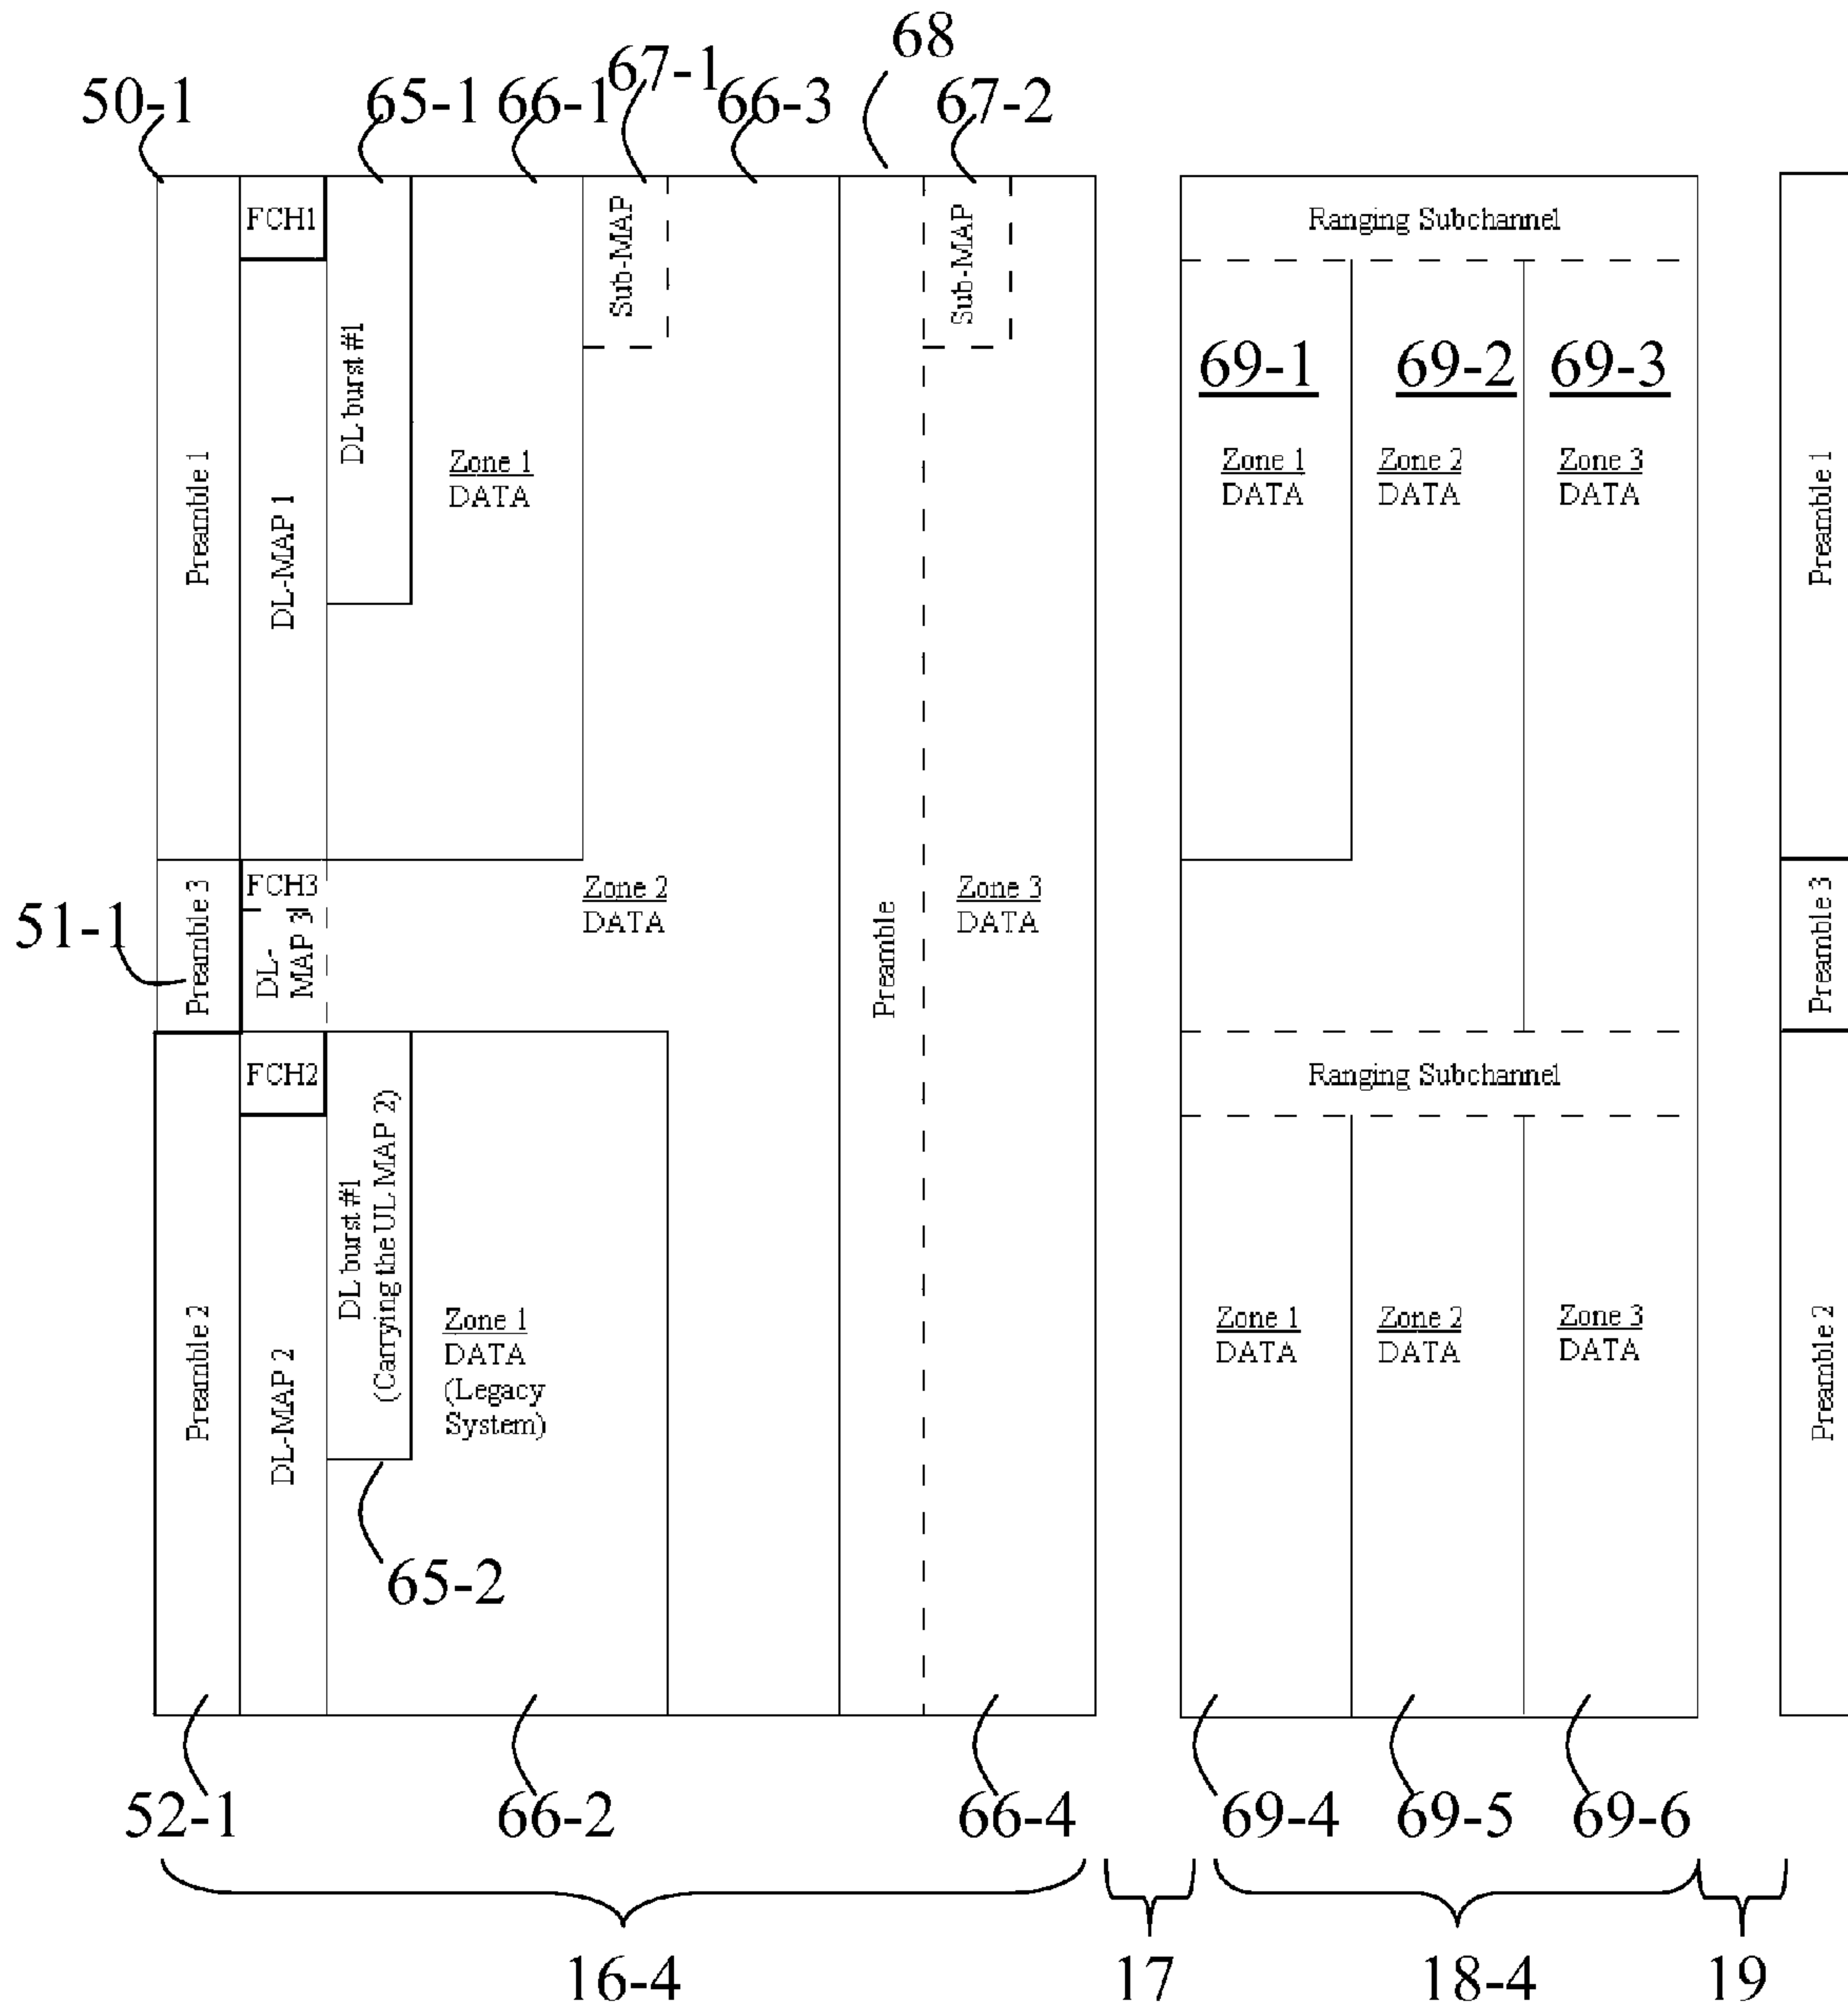 50-1
65-1
66-1
67-1
66-3
68
67-2
FCH1
Sub-MAP
Sub-MAP
Ranging Subchannel
Preamble 1
DL-MAP 1
DL burst #1
Zone 1
DATA
69-1
69-2
69-3
Zone 1
DATA
Zone 2
DATA
Zone 3
DATA
Preamble 1
51-1
Preamble 3
FCH3
DL-
MAP 3
Zone 2
DATA
Preamble
Zone 3
DATA
Preamble 3
FCH2
Ranging Subchannel
Preamble 2
DL-MAP 2
DL burst #1
(Carrying the UL-MAP 2)
Zone 1
DATA
(Legacy
System)
Zone 1
DATA
Zone 2
DATA
Zone 3
DATA
Preamble 2
65-2
52-1
66-2
66-4
69-4
69-5
69-6
16-4
17
18-4
19